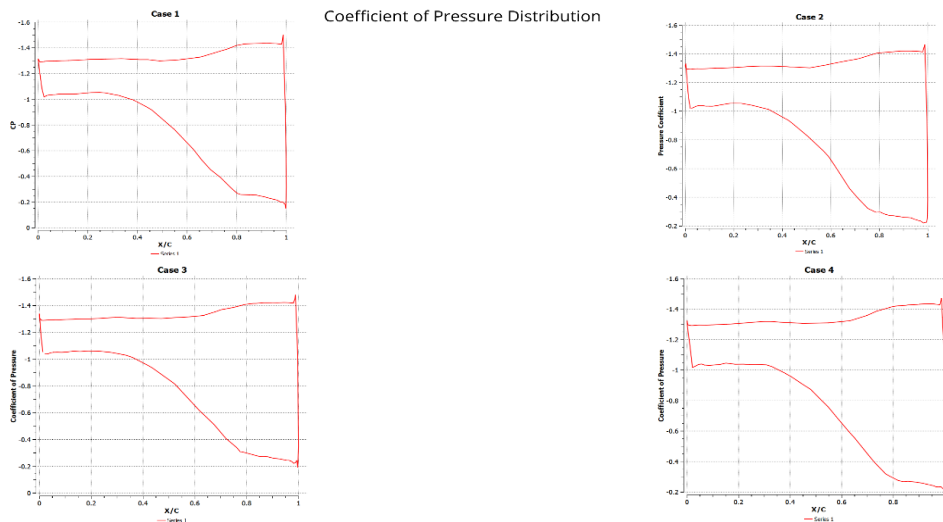 Coefficient of Pressure Distribution
Case 1
-1.6
-1.4
-1.2
-1
-0.8
-0.6
-0.4
-0.2
0
CP
0 0.2 0.4 0.6 0.8 1
X/C
Series 1
Case 2
-1.6
-1.4
-1.2
-1
-0.8
-0.6
-0.4
-0.2
Pressure Coefficient
0 0.2 0.4 0.6 0.8 1
X/C
Series 1
Case 3
-1.6
-1.4
-1.2
-1
-0.8
-0.6
-0.4
-0.2
0
Coefficient of Pressure
0 0.2 0.4 0.6 0.8 1
X/C
Series 1
Case 4
-1.6
-1.4
-1.2
-1
-0.8
-0.6
-0.4
-0.2
Coefficient of Pressure
0 0.2 0.4 0.6 0.8
X/C
Series 1